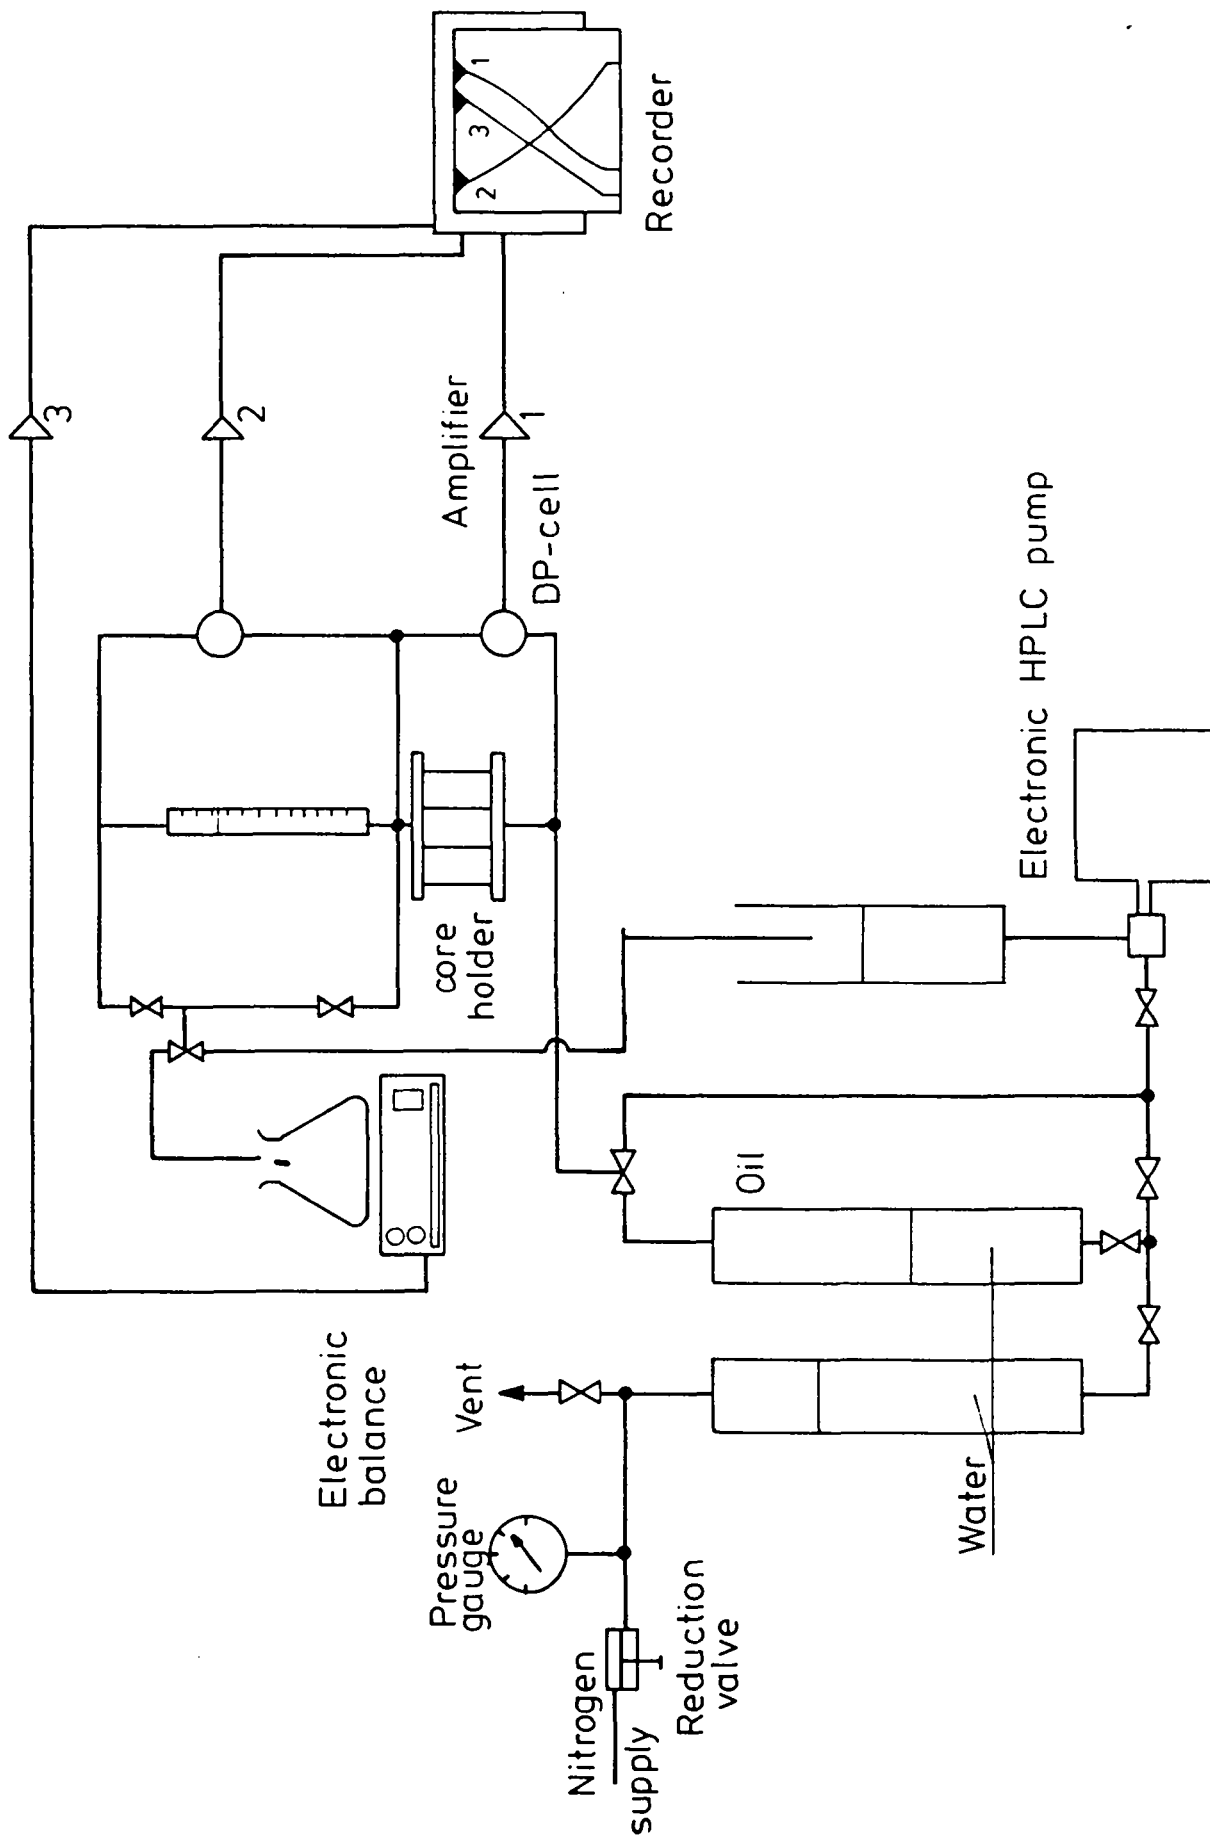 Nitrogen
supply
Reduction
valve
Pressure
gauge
Vent
Electronic
balance
Water
Oil
core
holder
Electronic HPLC pump
DP-cell
Amplifier
1
2
3
Recorder
2
3
1